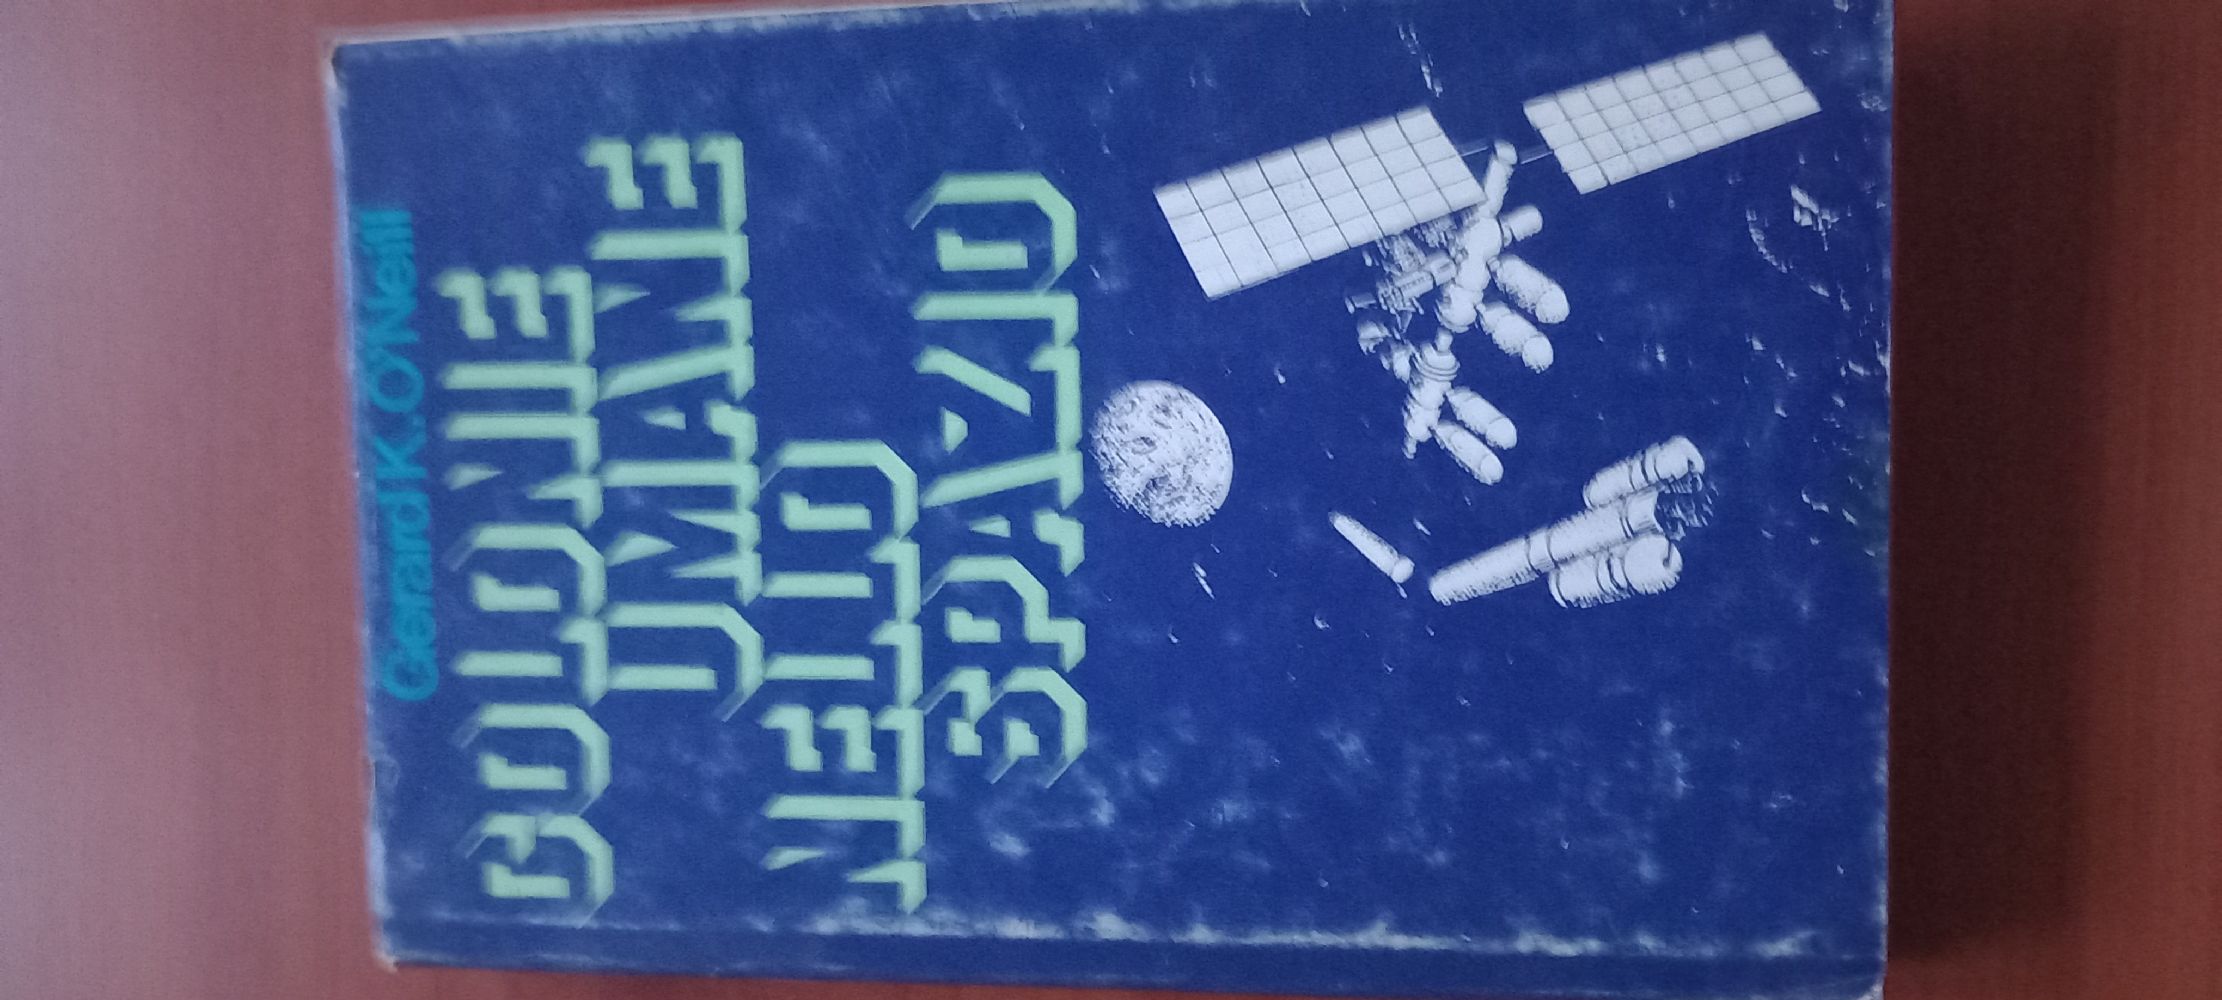 Gerard K. O'Neill
COLONIE
UMANE
NELLO
SPAZIO